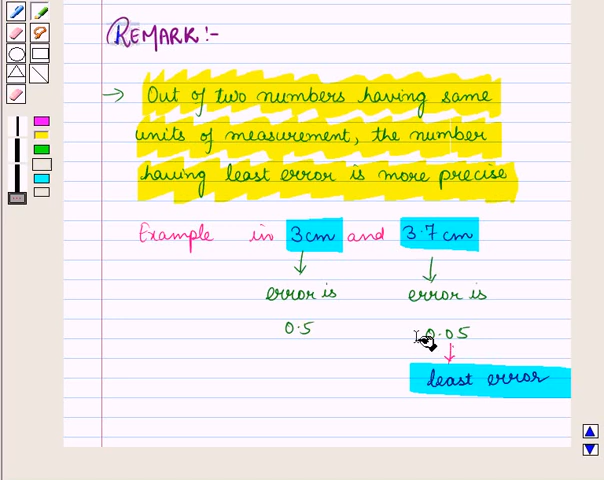 REMARK:-
→ Out of two numbers having same
units of measurement, the number
having least error is more precise
Example in 3cm and 3.7cm
error is error is
0.5 0.05
least error